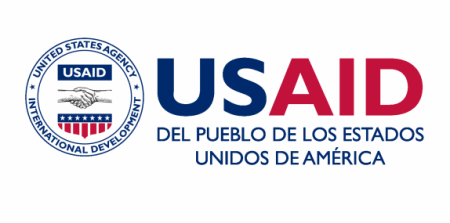 UNITED STATES AGENCY
USAID
INTERNATIONAL DEVELOPMENT
USAID
DEL PUEBLO DE LOS ESTADOS
UNIDOS DE AMÉRICA